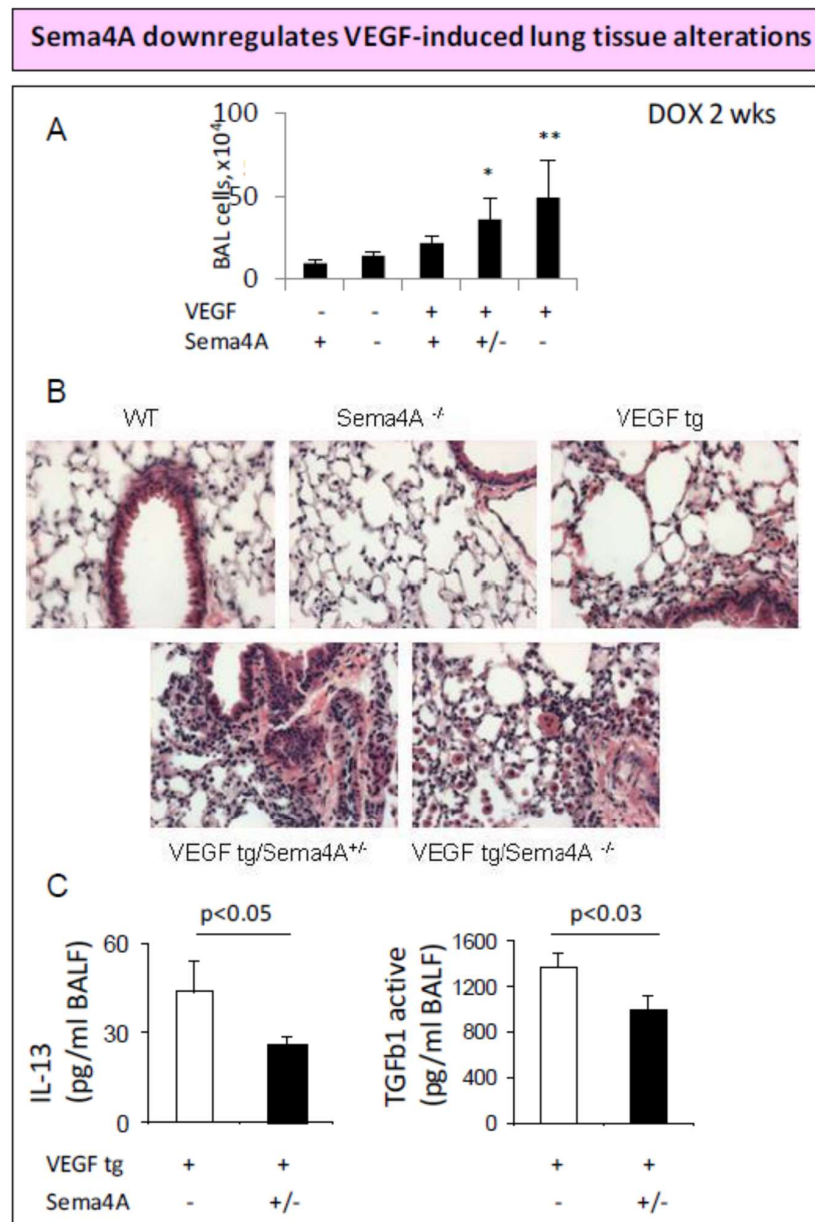 Sema4A downregulates VEGF-induced lung tissue alterations
A
DOX 2 wks
BAL cells, x10⁴
100
50
0
*
**
VEGF - - + + +
Sema4A + - + +/- -
B
WT
Sema4A -/-
VEGF tg
VEGF tg/Sema4A+/-
VEGF tg/Sema4A -/-
C
p<0.05
IL-13
(pg/ml BALF)
60
30
0
p<0.03
TGFb1 active
(pg/ml BALF)
1600
1200
800
400
0
VEGF tg + + + +
Sema4A - +/- - +/-